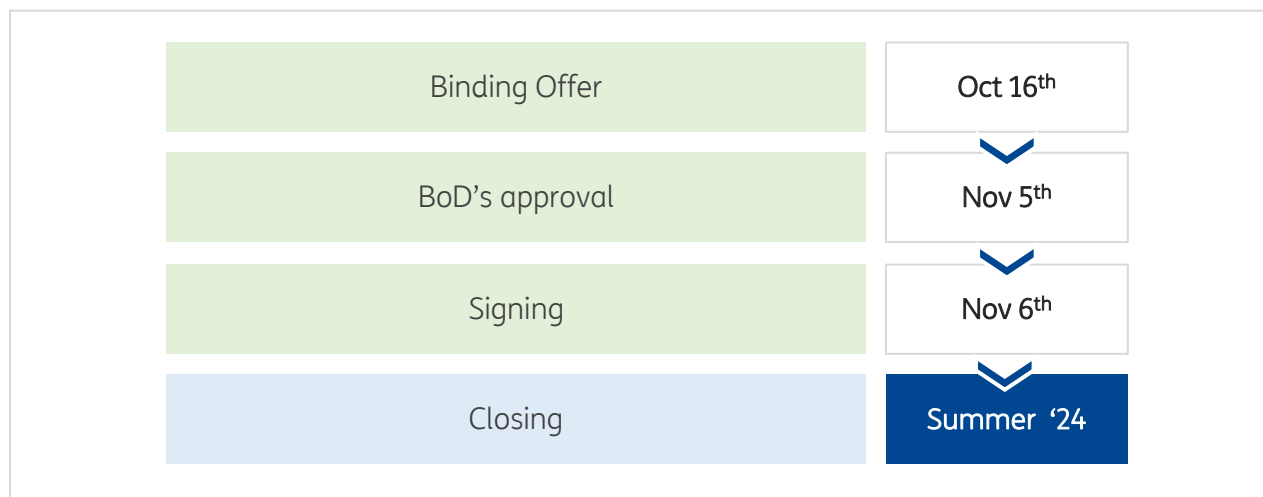 Binding Offer Oct 16th
BoD’s approval Nov 5th
Signing Nov 6th
Closing Summer ‘24